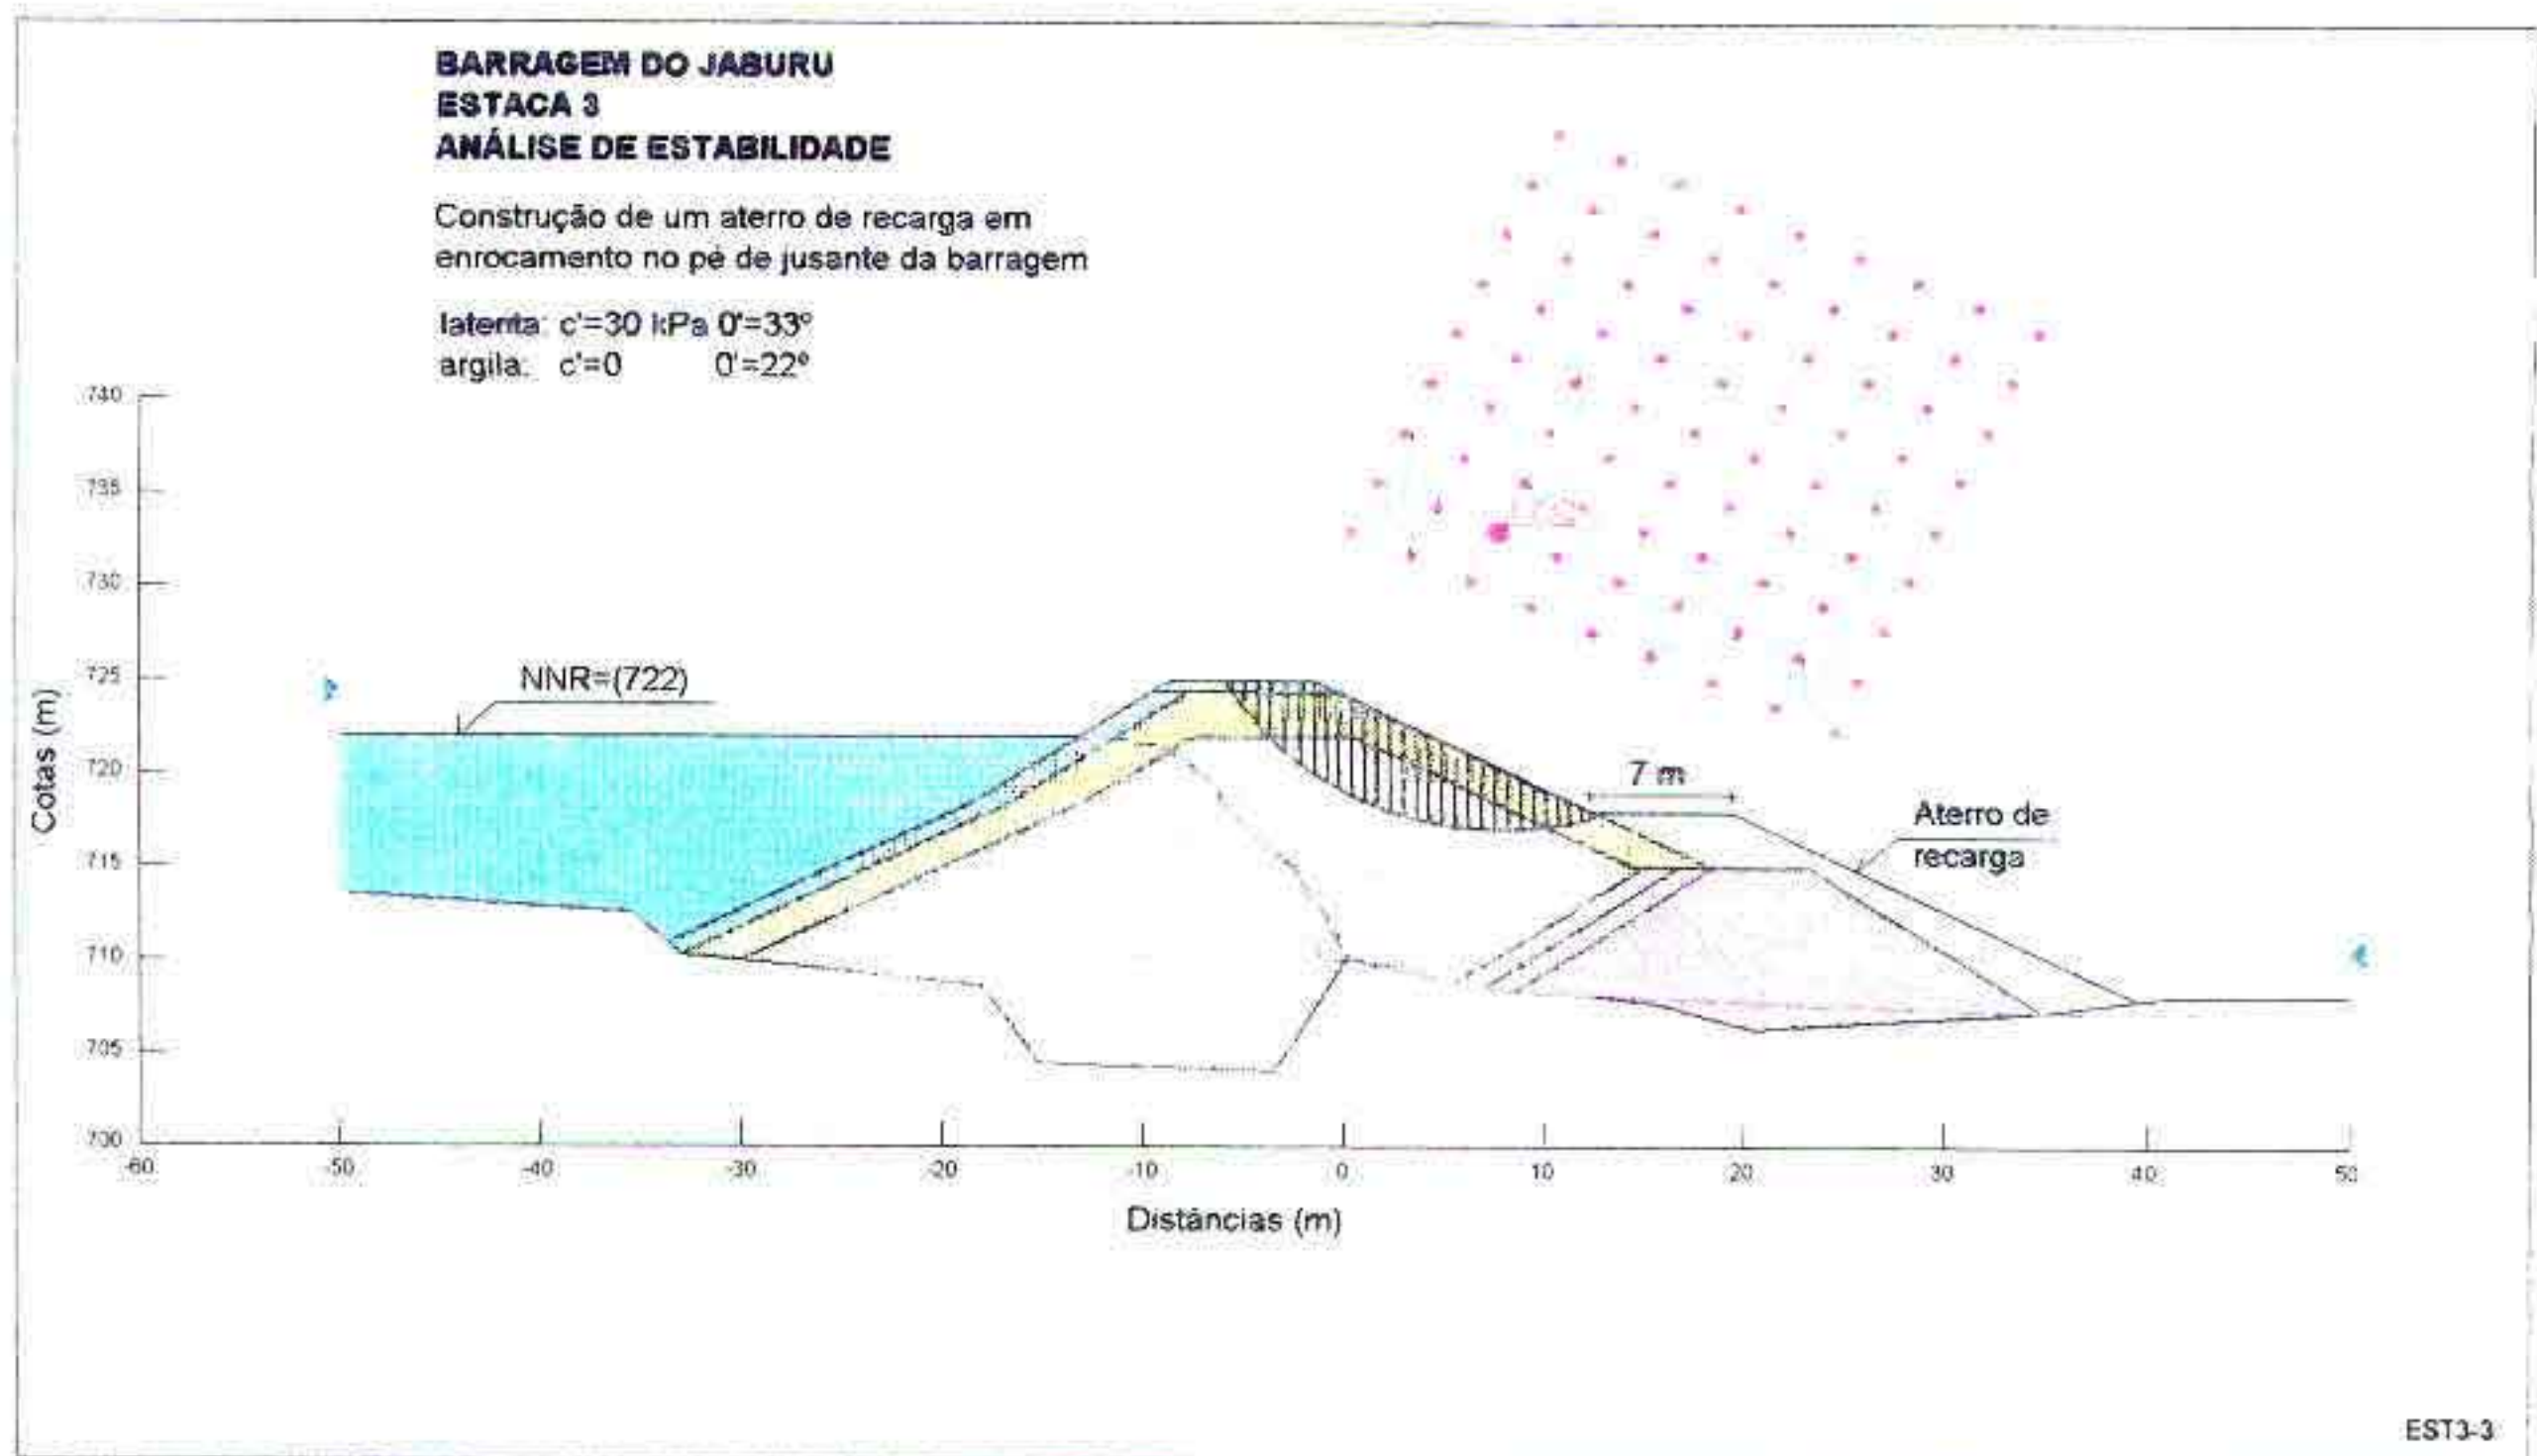 BARRAGEM DO JABURU
ESTACA 3
ANÁLISE DE ESTABILIDADE
Construção de um aterro de recarga em
enrocamento no pé de jusante da barragem
laterita: c'=30 kPa 0'=33º
argila: c'=0 0'=22º
740
735
730
725
720
715
710
705
700
Cotas (m)
NNR=(722)
7 m
Aterro de
recarga
-60 -50 -40 -30 -20 -10 0 10 20 30 40 50
Distâncias (m)
EST3-3